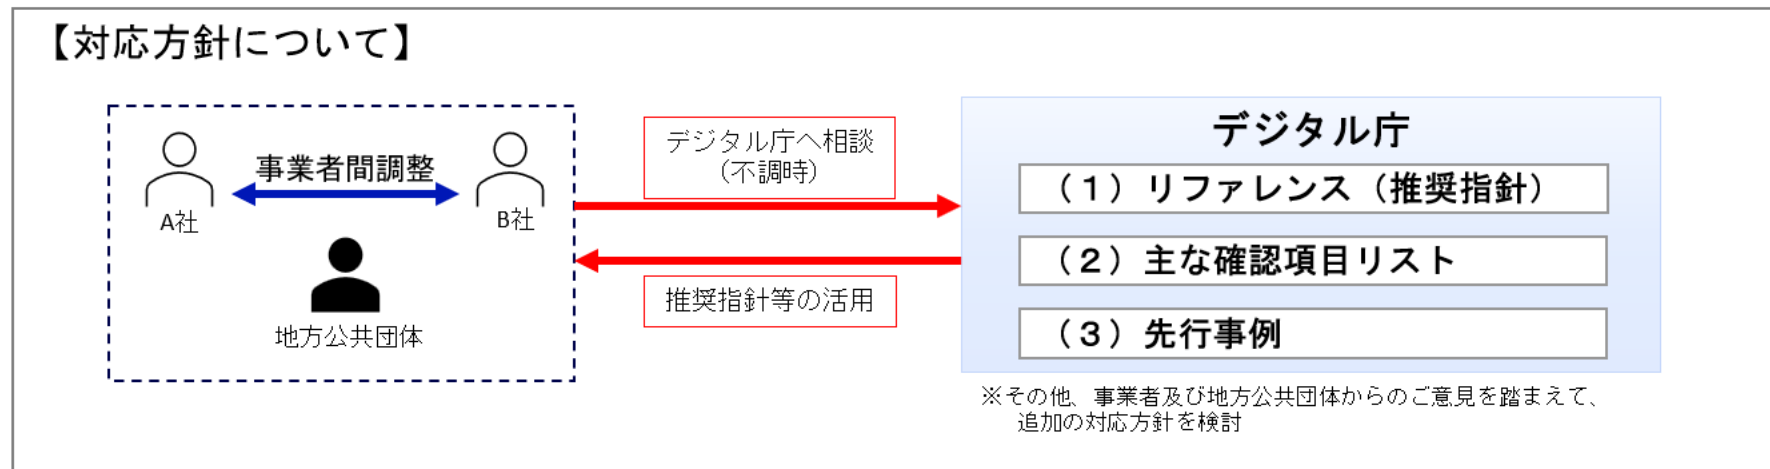 【対応方針について】
事業者間調整
A社
B社
地方公共団体
デジタル庁へ相談
（不調時）
推奨指針等の活用
デジタル庁
（１）リファレンス（推奨指針）
（２）主な確認項目リスト
（３）先行事例
※その他、事業者及び地方公共団体からのご意見を踏まえて、
追加の対応方針を検討